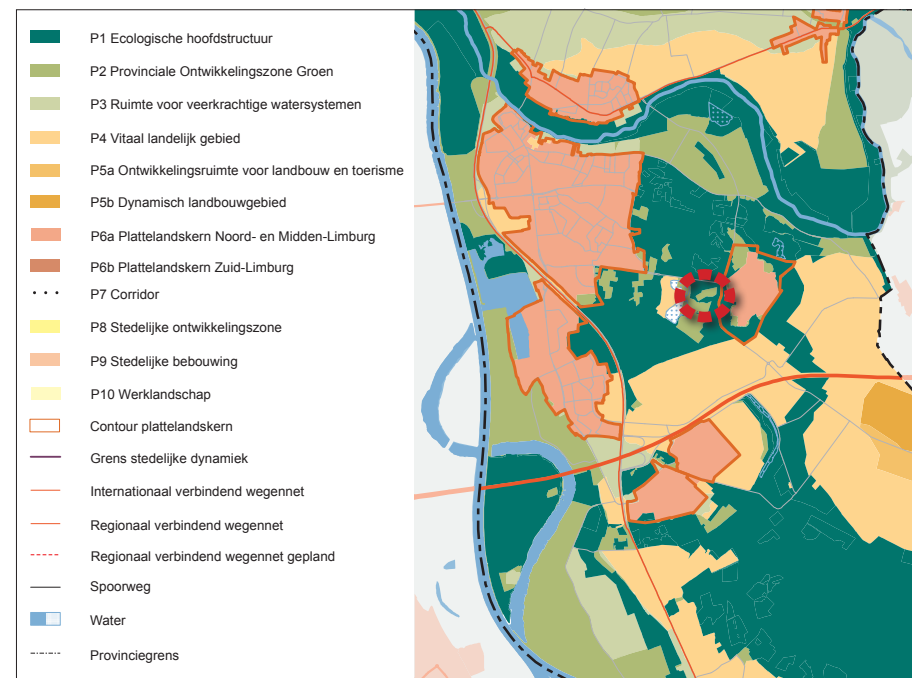 P1 Ecologische hoofdstructuur
P2 Provinciale Ontwikkelingszone Groen
P3 Ruimte voor veerkrachtige watersystemen
P4 Vitaal landelijk gebied
P5a Ontwikkelingsruimte voor landbouw en toerisme
P5b Dynamisch landbouwgebied
P6a Plattelandskern Noord- en Midden-Limburg
P6b Plattelandskern Zuid-Limburg
P7 Corridor
P8 Stedelijke ontwikkelingszone
P9 Stedelijke bebouwing
P10 Werklandschap
Contour plattelandskern
Grens stedelijke dynamiek
Internationaal verbindend wegennet
Regionaal verbindend wegennet
Regionaal verbindend wegennet gepland
Spoorweg
Water
Provinciegrens